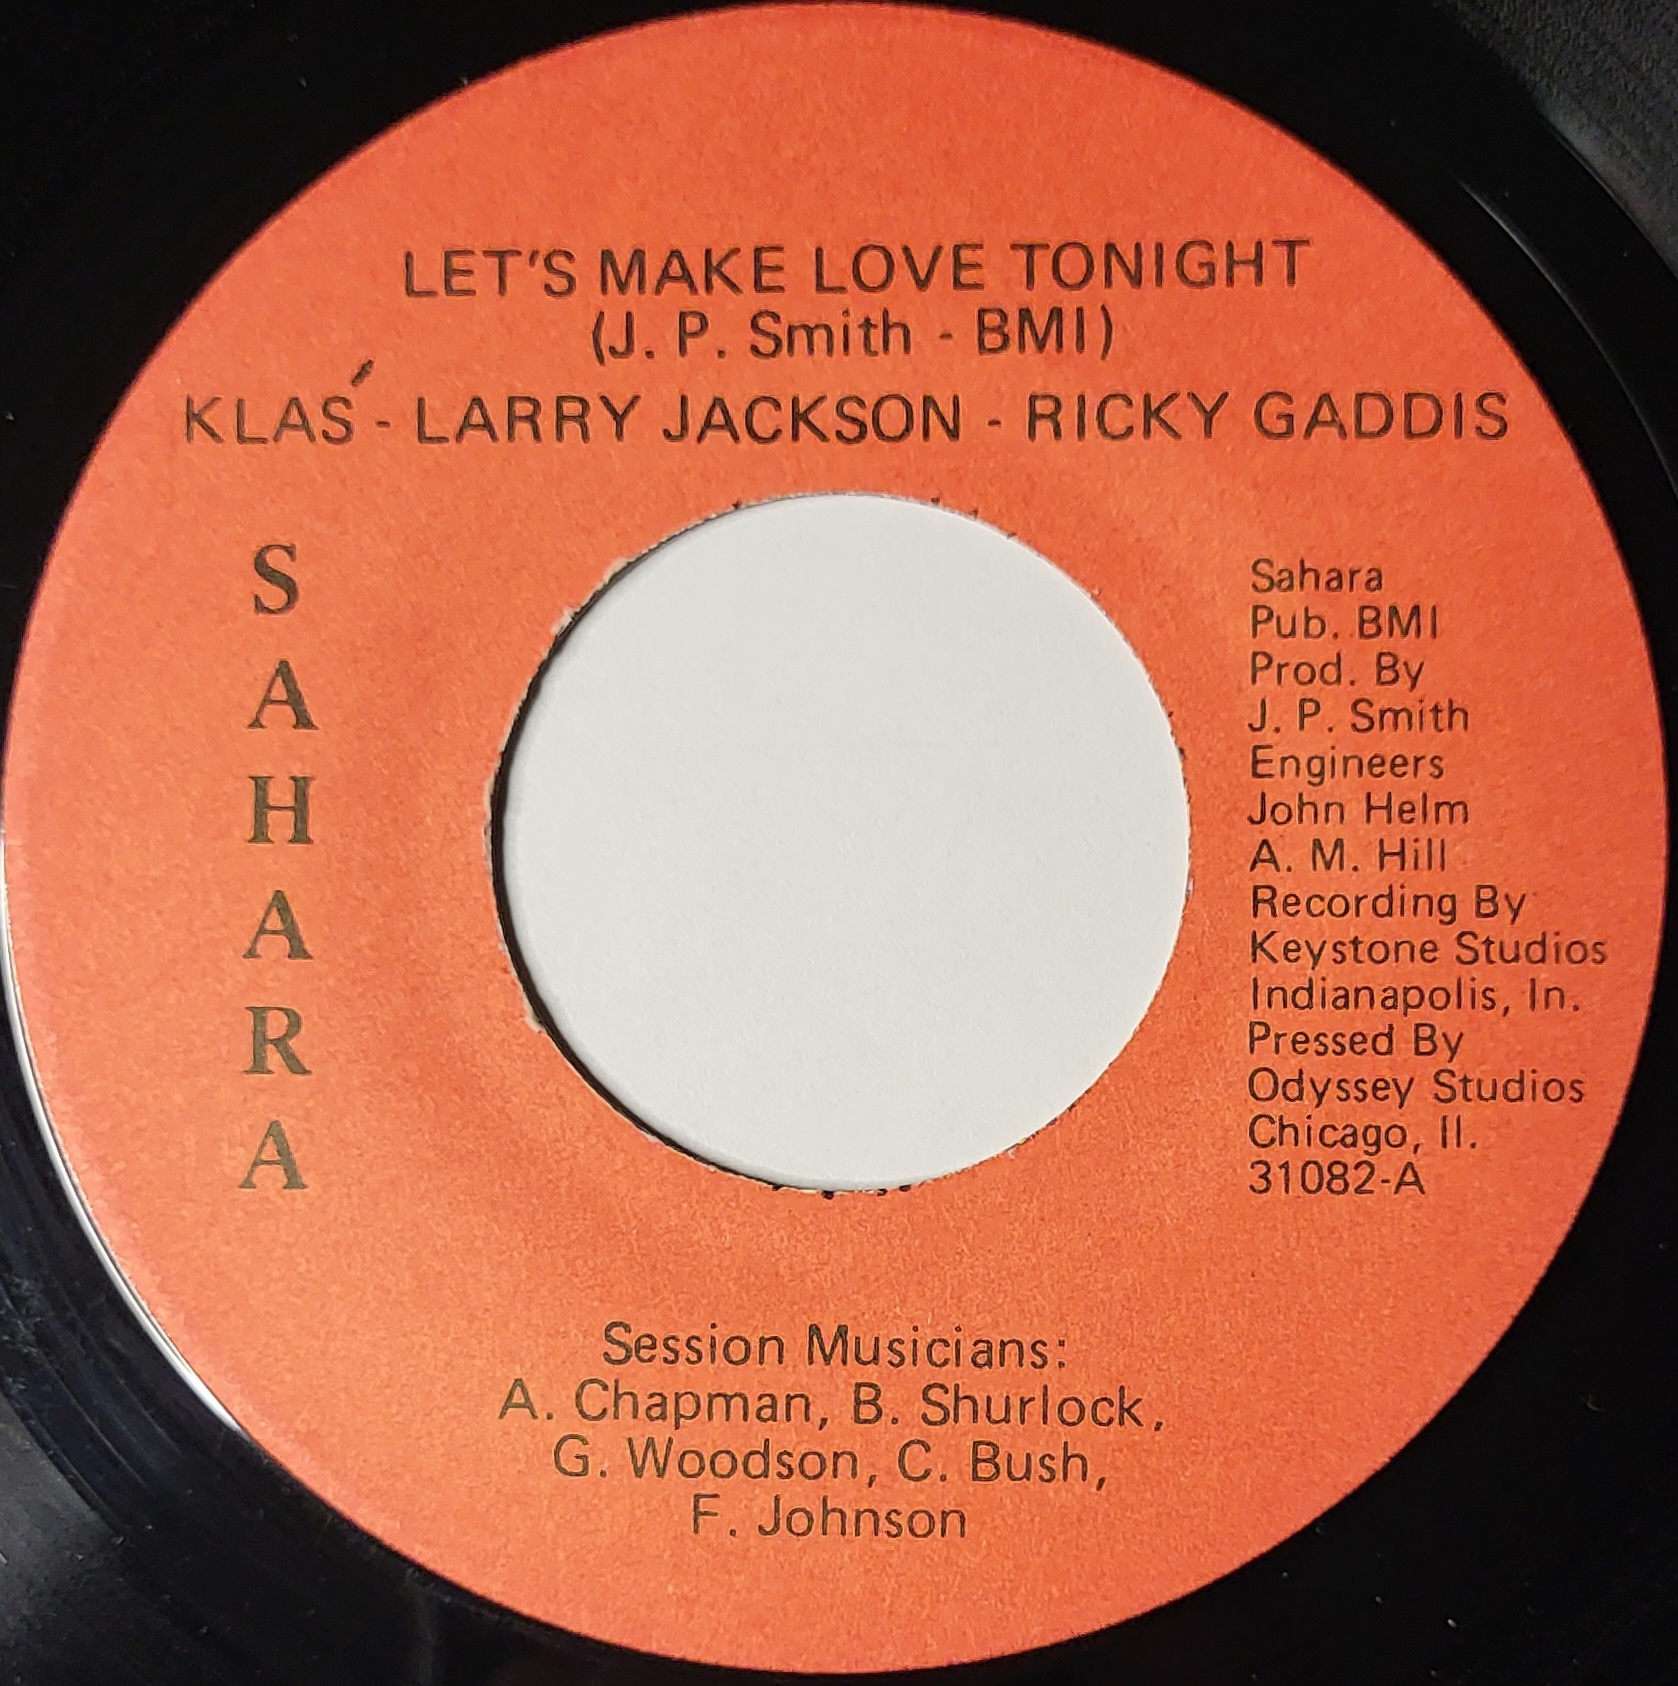 LET'S MAKE LOVE TONIGHT
(J. P. Smith - BMI)
KLAŚ - LARRY JACKSON - RICKY GADDIS
SAHARA
Sahara
Pub. BMI
Prod. By
J. P. Smith
Engineers
John Helm
A. M. Hill
Recording By
Keystone Studios
Indianapolis, In.
Pressed By
Odyssey Studios
Chicago, Il.
31082-A
Session Musicians:
A. Chapman, B. Shurlock,
G. Woodson, C. Bush,
F. Johnson